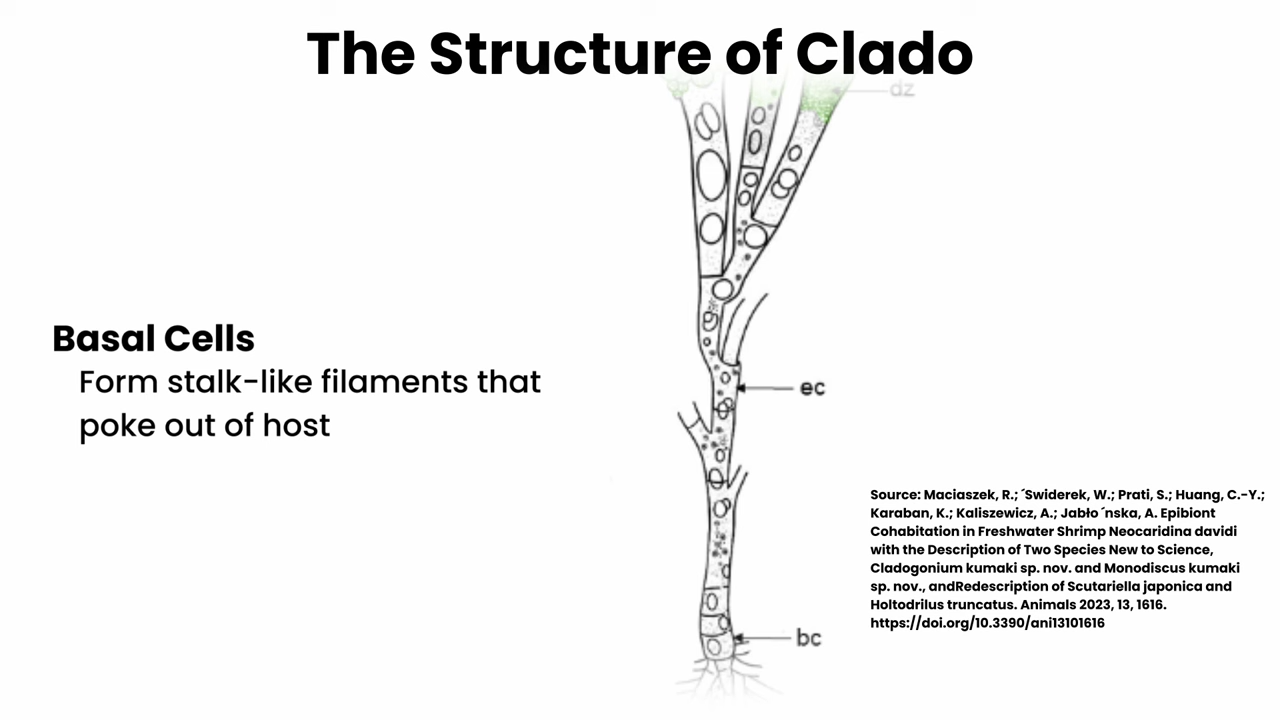 The Structure of Clado
dz
Basal Cells
Form stalk-like filaments that
poke out of host
ec
Source: Maciaszek, R.; ´Swiderek, W.; Prati, S.; Huang, C.-Y.;
Karaban, K.; Kaliszewicz, A.; Jabło ´nska, A. Epibiont
Cohabitation in Freshwater Shrimp Neocaridina davidi
with the Description of Two Species New to Science,
Cladogonium kumaki sp. nov. and Monodiscus kumaki
sp. nov., andRedescription of Scutariella japonica and
Holtodrilus truncatus. Animals 2023, 13, 1616.
https://doi.org/10.3390/ani13101616
bc